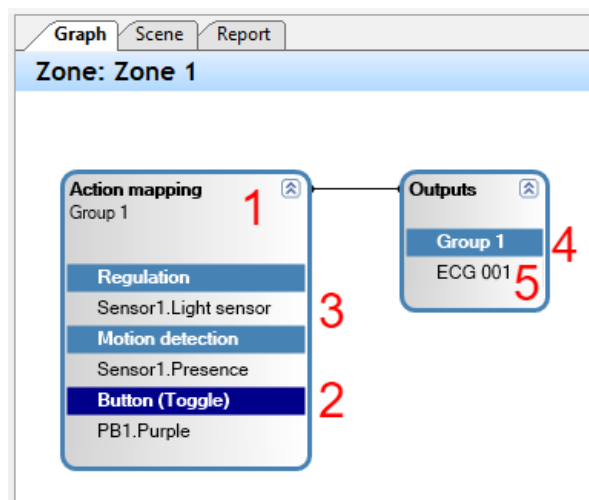 Graph Scene Report
Zone: Zone 1
Action mapping
Group 1
1
Regulation
Sensor1.Light sensor
3
Motion detection
Sensor1.Presence
Button (Toggle)
2
PB1.Purple
Outputs
Group 1
4
ECG 001
5